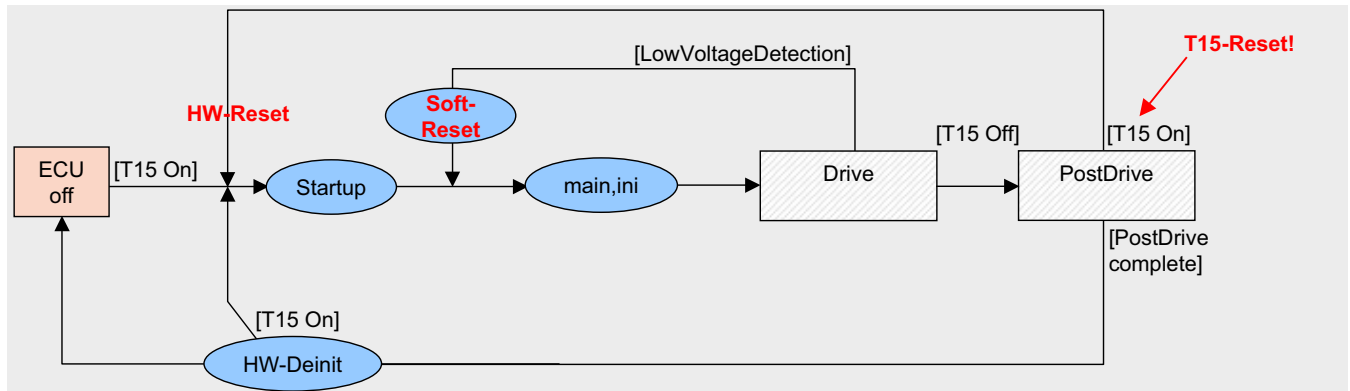 T15-Reset!
[LowVoltageDetection]
HW-Reset
Soft-
Reset
[T15 Off]
[T15 On]
ECU
off
[T15 On]
Startup
main,ini
Drive
PostDrive
[PostDrive
complete]
[T15 On]
HW-Deinit